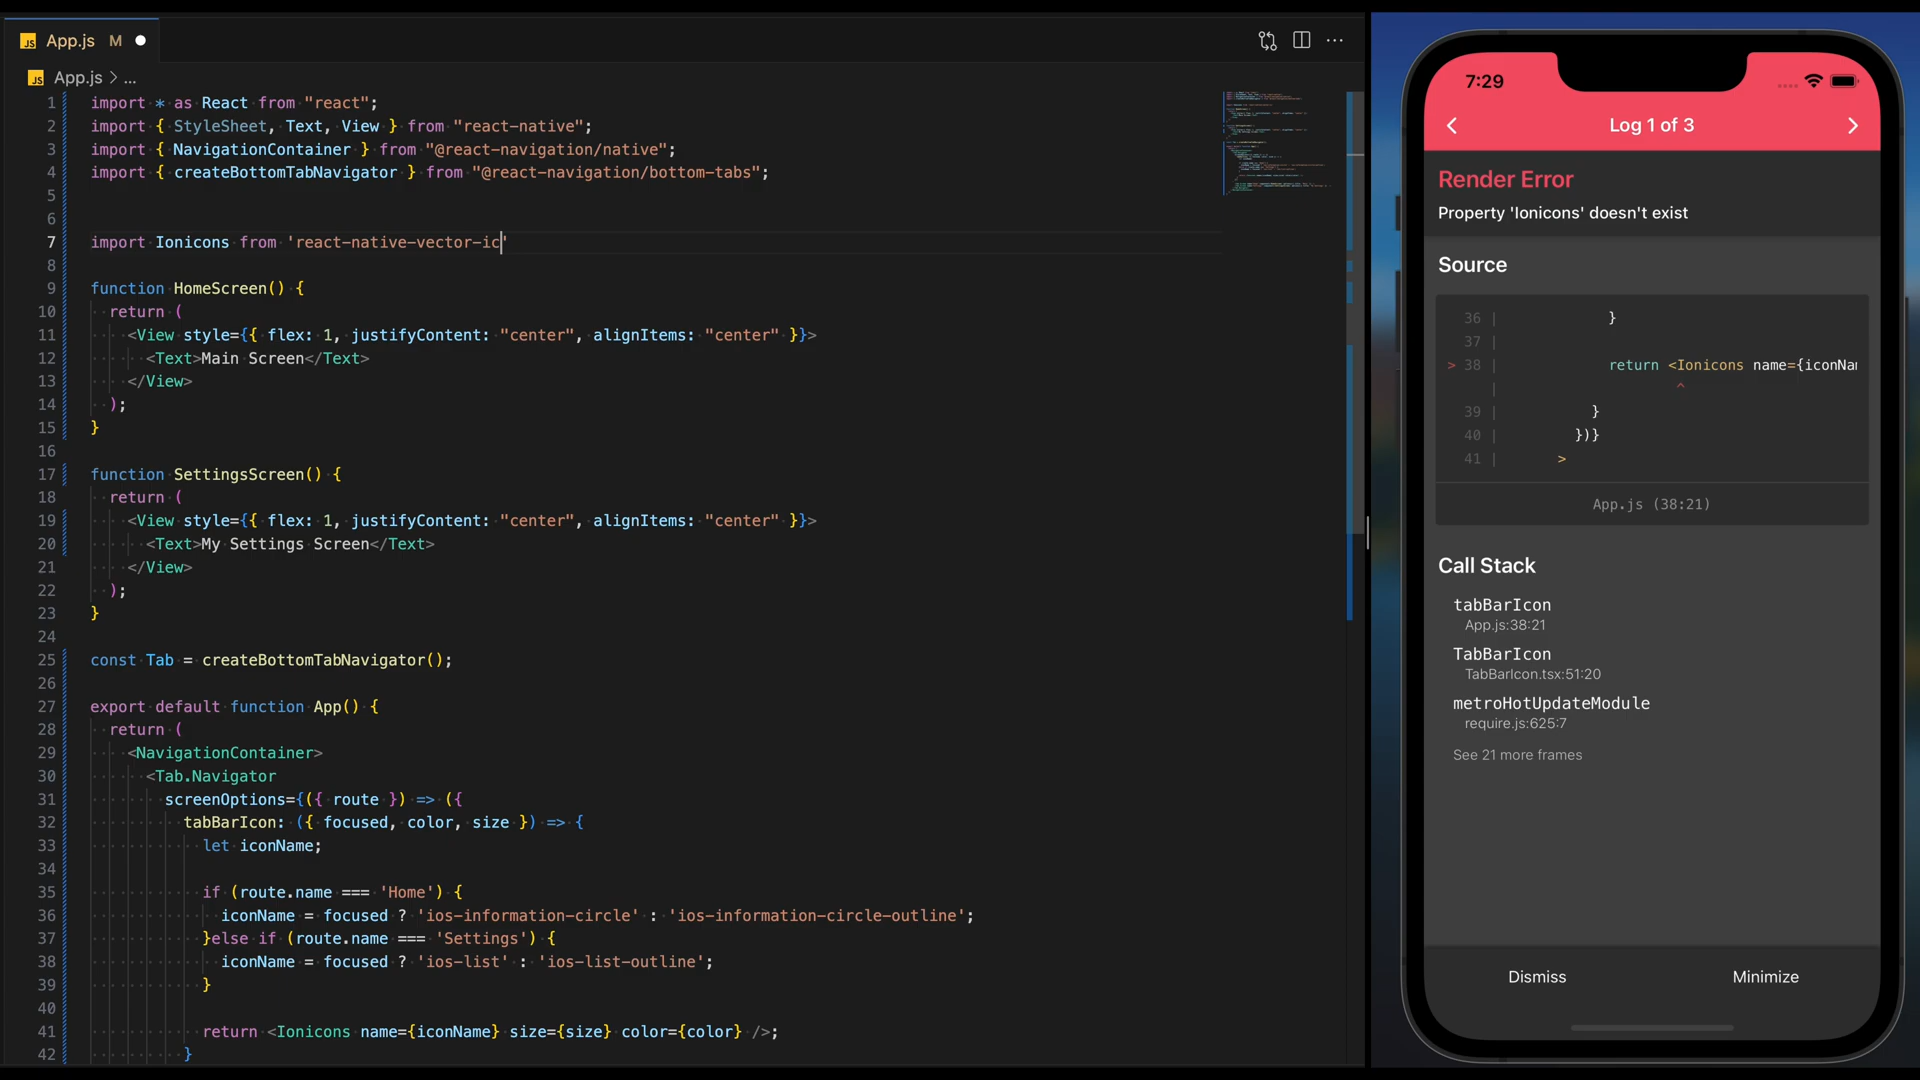 JS App.js M
JS App.js > ...
1 import * as React from "react";
2 import { StyleSheet, Text, View } from "react-native";
3 import { NavigationContainer } from "@react-navigation/native";
4 import { createBottomTabNavigator } from "@react-navigation/bottom-tabs";
5
6
7 import Ionicons from 'react-native-vector-ic'
8
9 function HomeScreen() {
10 return (
11 <View style={{ flex: 1, justifyContent: "center", alignItems: "center" }}>
12 <Text>Main Screen</Text>
13 </View>
14 );
15 }
16
17 function SettingsScreen() {
18 return (
19 <View style={{ flex: 1, justifyContent: "center", alignItems: "center" }}>
20 <Text>My Settings Screen</Text>
21 </View>
22 );
23 }
24
25 const Tab = createBottomTabNavigator();
26
27 export default function App() {
28 return (
29 <NavigationContainer>
30 <Tab.Navigator
31 screenOptions={({ route }) => ({
32 tabBarIcon: ({ focused, color, size }) => {
33 let iconName;
34
35 if (route.name === 'Home') {
36 iconName = focused ? 'ios-information-circle' : 'ios-information-circle-outline';
37 }else if (route.name === 'Settings') {
38 iconName = focused ? 'ios-list' : 'ios-list-outline';
39 }
40
41 return <Ionicons name={iconName} size={size} color={color} />;
42 }
7:29
Log 1 of 3
Render Error
Property 'Ionicons' doesn't exist
Source
36 | }
37 |
> 38 | return <Ionicons name={iconNa
| ^
39 | }
40 | })}
41 | >
App.js (38:21)
Call Stack
tabBarIcon
App.js:38:21
TabBarIcon
TabBarIcon.tsx:51:20
metroHotUpdateModule
require.js:625:7
See 21 more frames
Dismiss Minimize